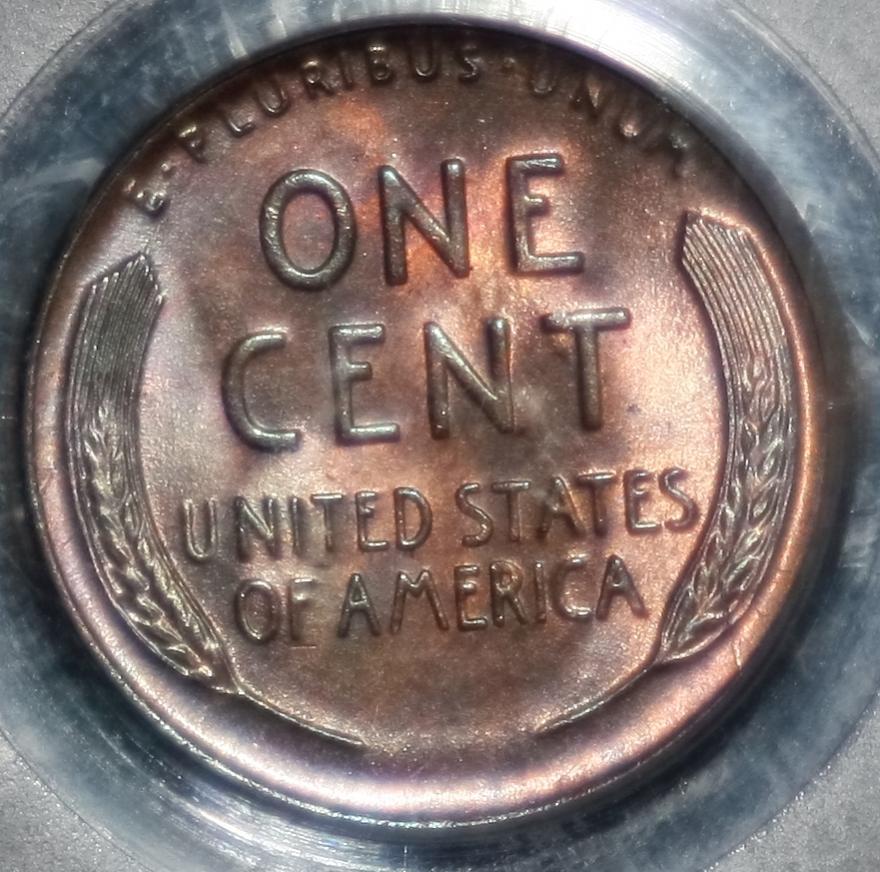 E·PLURIBUS·UNUM
ONE
CENT
UNITED STATES
OF AMERICA